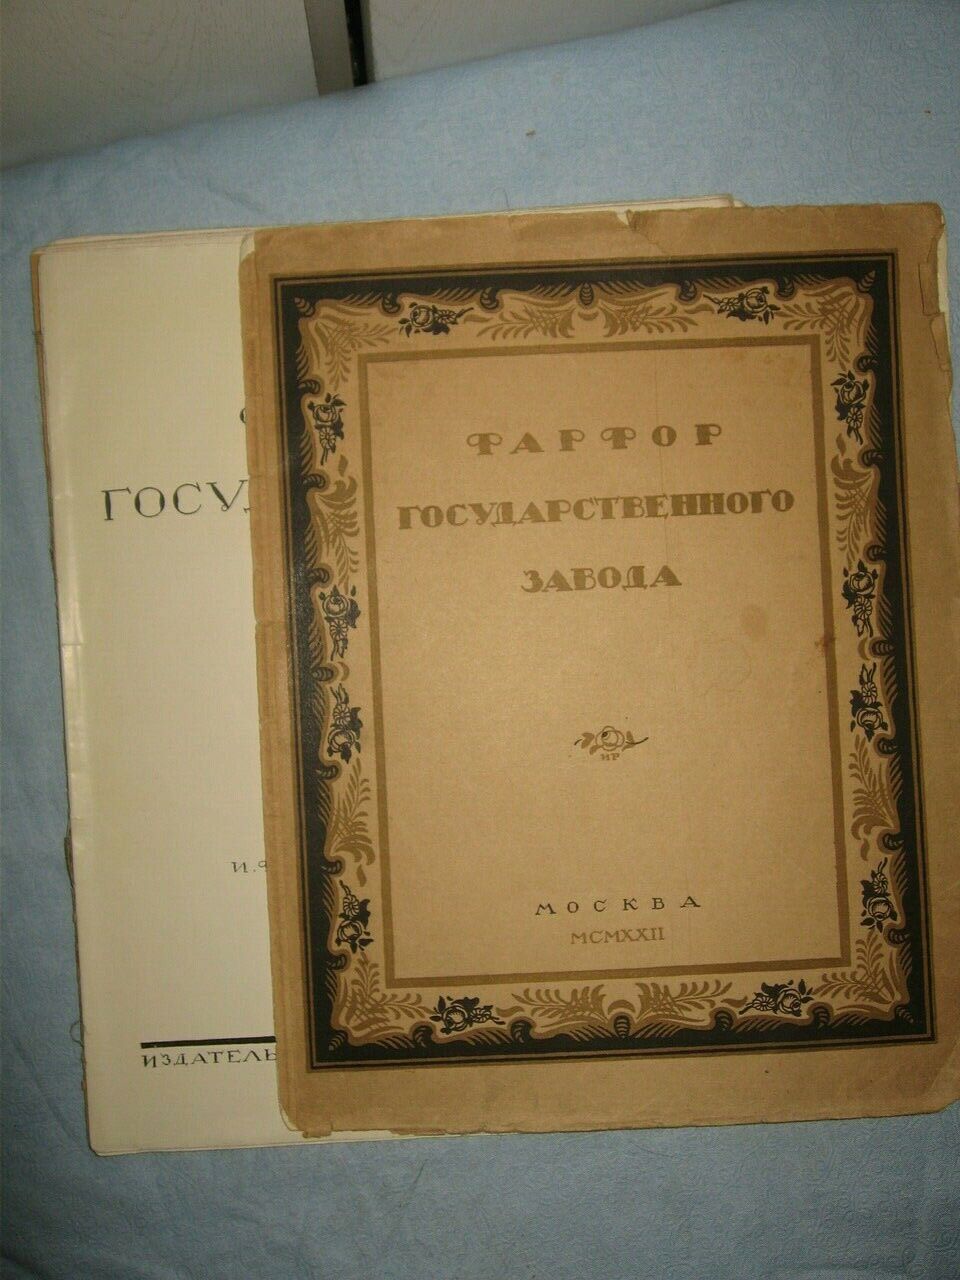 ФАРФОР
ГОСУДАРСТВЕННОГО
ЗАВОДА
ИР
МОСКВА
MCMXXII
ГОСУД
И. Ф
ИЗДАТЕЛЬ